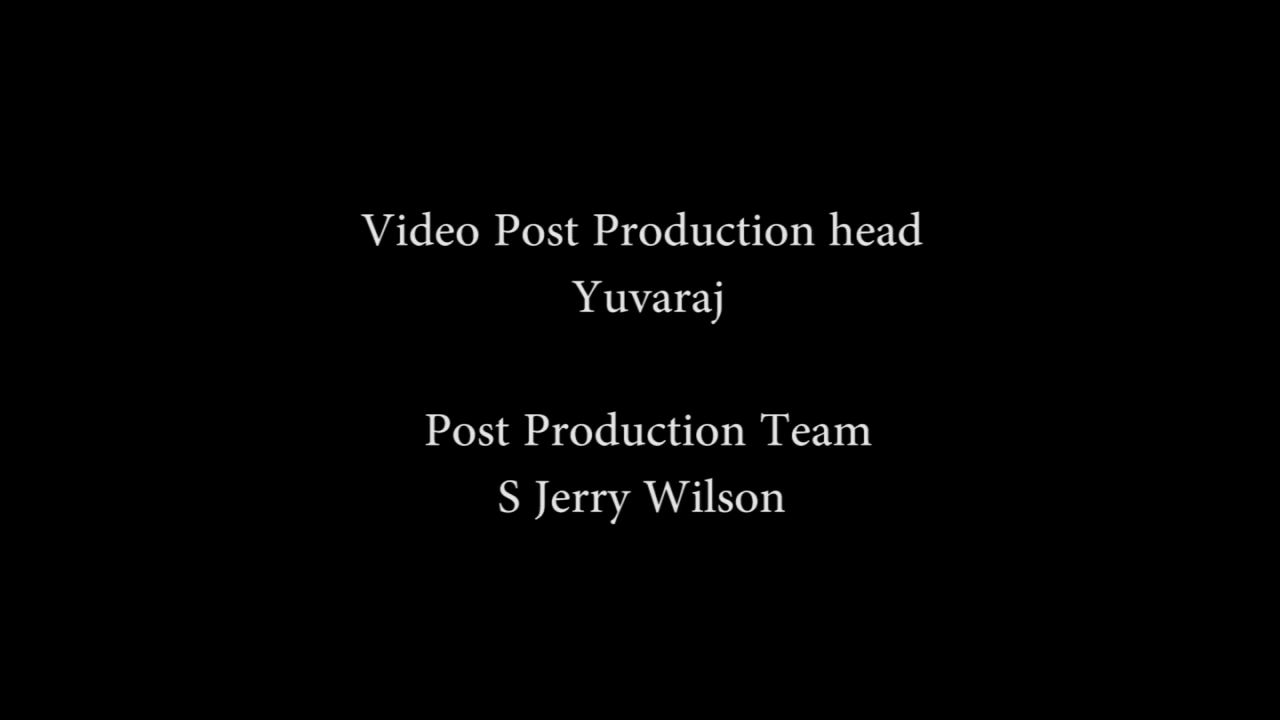 Video Post Production head
Yuvaraj
Post Production Team
S Jerry Wilson